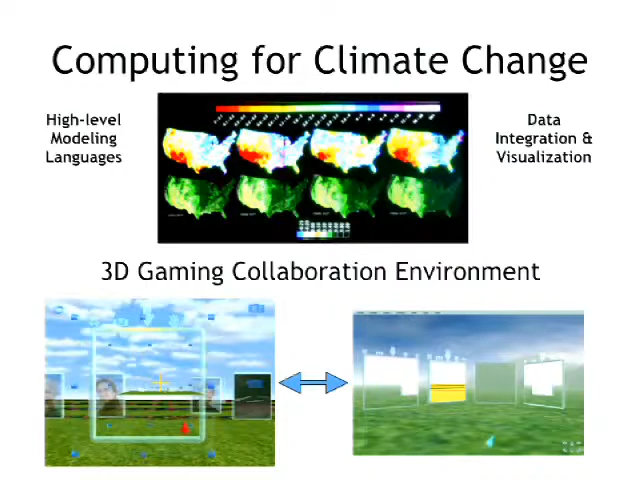 Computing for Climate Change
High-level
Modeling
Languages
Data
Integration &
Visualization
3D Gaming Collaboration Environment